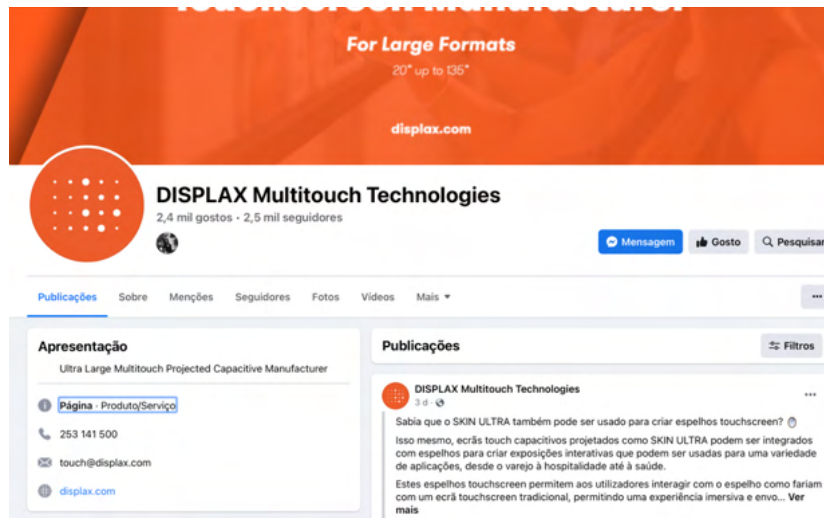 Touchscreen Manufacturer
For Large Formats
20" up to 135"
displax.com
DISPLAX Multitouch Technologies
2,4 mil gostos • 2,5 mil seguidores
Mensagem
Gosto
Pesquisar
Publicações
Sobre
Menções
Seguidores
Fotos
Vídeos
Mais
Apresentação
Ultra Large Multitouch Projected Capacitive Manufacturer
Página · Produto/Serviço
253 141 500
touch@displax.com
displax.com
Publicações
Filtros
DISPLAX Multitouch Technologies
3 d ·
Sabia que o SKIN ULTRA também pode ser usado para criar espelhos touchscreen?
Isso mesmo, ecrãs touch capacitivos projetados como SKIN ULTRA podem ser integrados
com espelhos para criar exposições interativas que podem ser usadas para uma variedade
de aplicações, desde o varejo à hospitalidade até à saúde.
Estes espelhos touchscreen permitem aos utilizadores interagir com o espelho como fariam
com um ecrã touchscreen tradicional, permitindo uma experiência imersiva e envo... Ver
mais